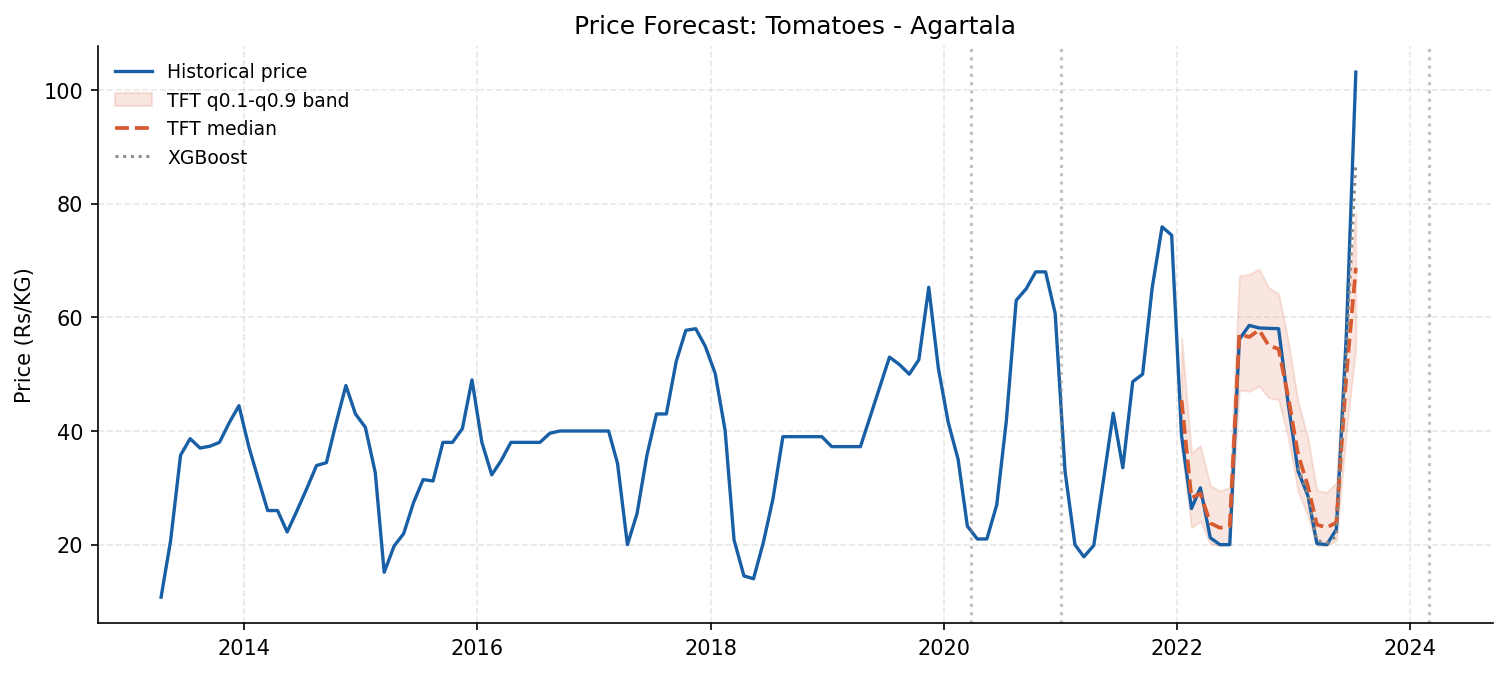 Price Forecast: Tomatoes - Agartala
Historical price
TFT q0.1-q0.9 band
TFT median
XGBoost
Price (Rs/KG)
100
80
60
40
20
2014
2016
2018
2020
2022
2024